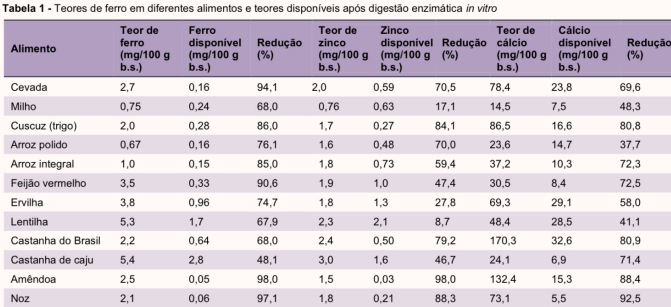 Tabela 1 - Teores de ferro em diferentes alimentos e teores disponíveis após digestão enzimática in vitro
Alimento Teor de ferro (mg/100 g b.s.) Ferro disponível (mg/100 g b.s.) Redução (%) Teor de zinco (mg/100 g b.s.) Zinco disponível (mg/100 g b.s.) Redução (%) Teor de cálcio (mg/100 g b.s.) Cálcio disponível (mg/100 g b.s.) Redução (%)
Cevada 2,7 0,16 94,1 2,0 0,59 70,5 78,4 23,8 69,6
Milho 0,75 0,24 68,0 0,76 0,63 17,1 14,5 7,5 48,3
Cuscuz (trigo) 2,0 0,28 86,0 1,7 0,27 84,1 86,5 16,6 80,8
Arroz polido 0,67 0,16 76,1 1,6 0,48 70,0 23,6 14,7 37,7
Arroz integral 1,0 0,15 85,0 1,8 0,73 59,4 37,2 10,3 72,3
Feijão vermelho 3,5 0,33 90,6 1,9 1,0 47,4 30,5 8,4 72,5
Ervilha 3,8 0,96 74,7 1,8 1,3 27,8 69,3 29,1 58,0
Lentilha 5,3 1,7 67,9 2,3 2,1 8,7 48,4 28,5 41,1
Castanha do Brasil 2,2 0,64 68,0 2,4 0,50 79,2 170,3 32,6 80,9
Castanha de caju 5,4 2,8 48,1 3,0 1,6 46,7 24,1 6,9 71,4
Amêndoa 2,5 0,05 98,0 1,5 0,03 98,0 132,4 15,3 88,4
Noz 2,1 0,06 97,1 1,8 0,21 88,3 73,1 5,5 92,5